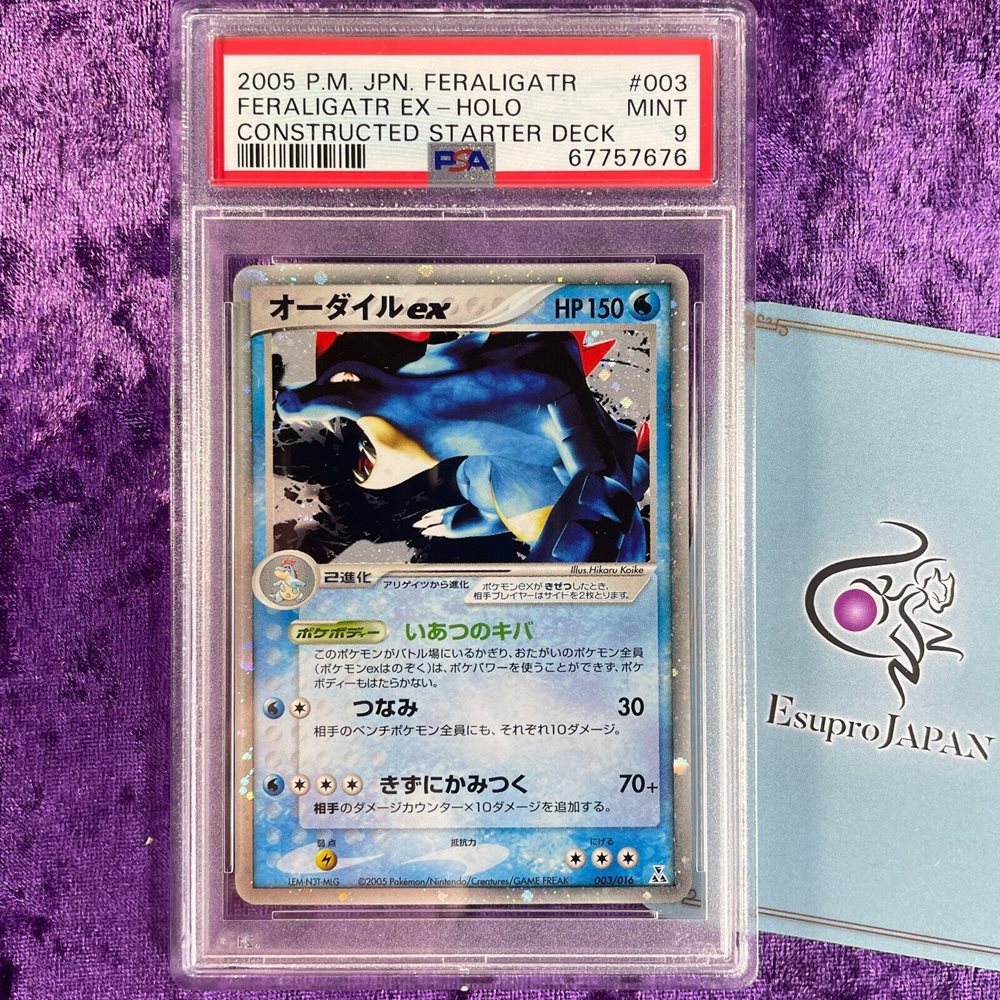 2005 P.M. JPN. FERALIGATR #003
FERALIGATR EX-HOLO MINT
CONSTRUCTED STARTER DECK 9
PSA 67757676
オーダイルex HP150
Illus.Hikaru Koike
2進化 アリゲイツから進化
ポケモンexがきぜつしたとき、
相手プレイヤーはサイドを2枚とります。
ポケボディー いあつのキバ
このポケモンがバトル場にいるかぎり、おたがいのポケモン全員
(ポケモンexはのぞく)は、ポケパワーを使うことができず、ポケ
ボディーもはたらかない。
つなみ 30
相手のベンチポケモン全員にも、それぞれ10ダメージ。
きずにかみつく 70+
相手のダメージカウンター×10ダメージを追加する。
弱点 抵抗力 にげる
LEM-N3T-MLG ©2005 Pokémon/Nintendo/Creatures/GAME FREAK 003/016
EsuproJAPAN